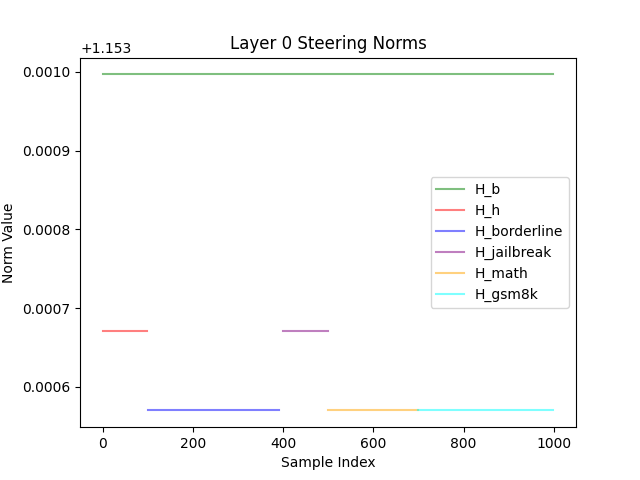 Layer 0 Steering Norms
+1.153
0.0010
0.0009
0.0008
0.0007
0.0006
Norm Value
H_b
H_h
H_borderline
H_jailbreak
H_math
H_gsm8k
0 200 400 600 800 1000
Sample Index